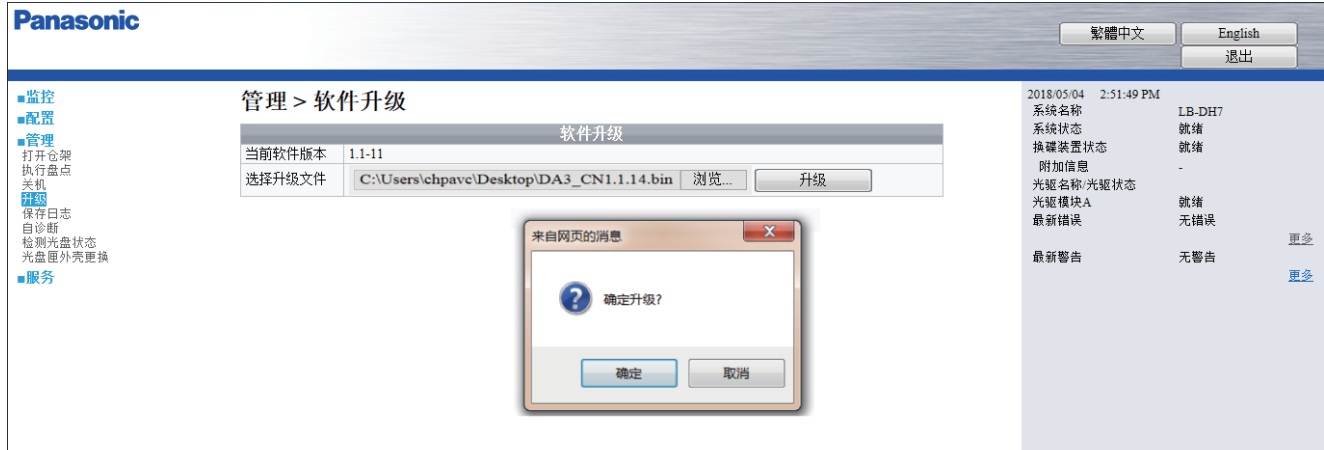 Panasonic
繁體中文
English
退出
■监控
■配置
■管理
打开仓架
执行盘点
关机
升级
保存日志
自诊断
检测光盘状态
光盘匣外壳更换
■服务
管理 > 软件升级
软件升级
当前软件版本 1.1-11
选择升级文件 C:\Users\chpavc\Desktop\DA3_CN1.1.14.bin 浏览... 升级
来自网页的消息
确定升级?
确定 取消
2018/05/04 2:51:49 PM
系统名称 LB-DH7
系统状态 就绪
换碟装置状态 就绪
附加信息 -
光驱名称/光驱状态
光驱模块A 就绪
最新错误 无错误
更多
最新警告 无警告
更多